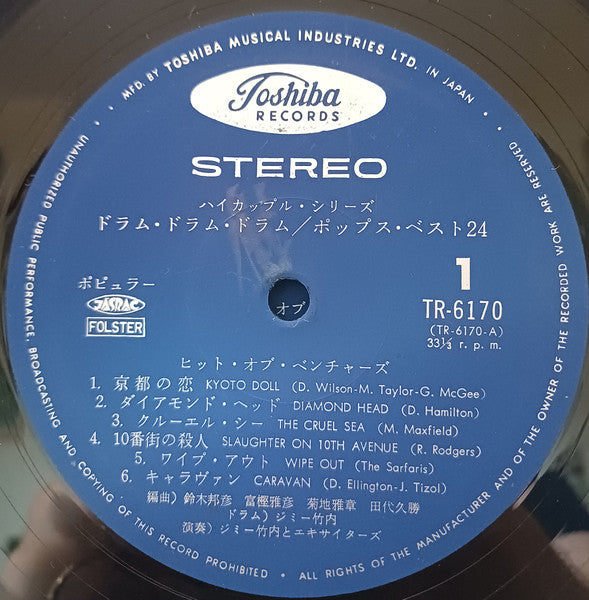 MFD. BY TOSHIBA MUSICAL INDUSTRIES LTD. IN JAPAN
Toshiba
RECORDS
STEREO
ハイカップル・シリーズ
ドラム・ドラム・ドラム／ポップス・ベスト24
ポピュラー
JASRAC
FOLSTER
オブ
1
TR-6170
(TR-6170-A)
33⅓ r. p. m.
ヒット・オブ・ベンチャーズ
1. 京都の恋 KYOTO DOLL (D. Wilson-M. Taylor-G. McGee)
2. ダイアモンド・ヘッド DIAMOND HEAD (D. Hamilton)
3. クルーエル・シー THE CRUEL SEA (M. Maxfield)
4. 10番街の殺人 SLAUGHTER ON 10TH AVENUE (R. Rodgers)
5. ワイプ・アウト WIPE OUT (The Sarfaris)
6. キャラヴァン CARAVAN (D. Ellington-J. Tizol)
編曲) 鈴木邦彦 富樫雅彦 菊地雅章 田代久勝
ドラム) ジミー竹内
演奏) ジミー竹内とエキサイターズ
UNAUTHORIZED PUBLIC PERFORMANCE, BROADCASTING AND COPYING OF THIS RECORD PROHIBITED • ALL RIGHTS OF THE MANUFACTURER AND OF THE OWNER OF THE RECORDED WORK ARE RESERVED